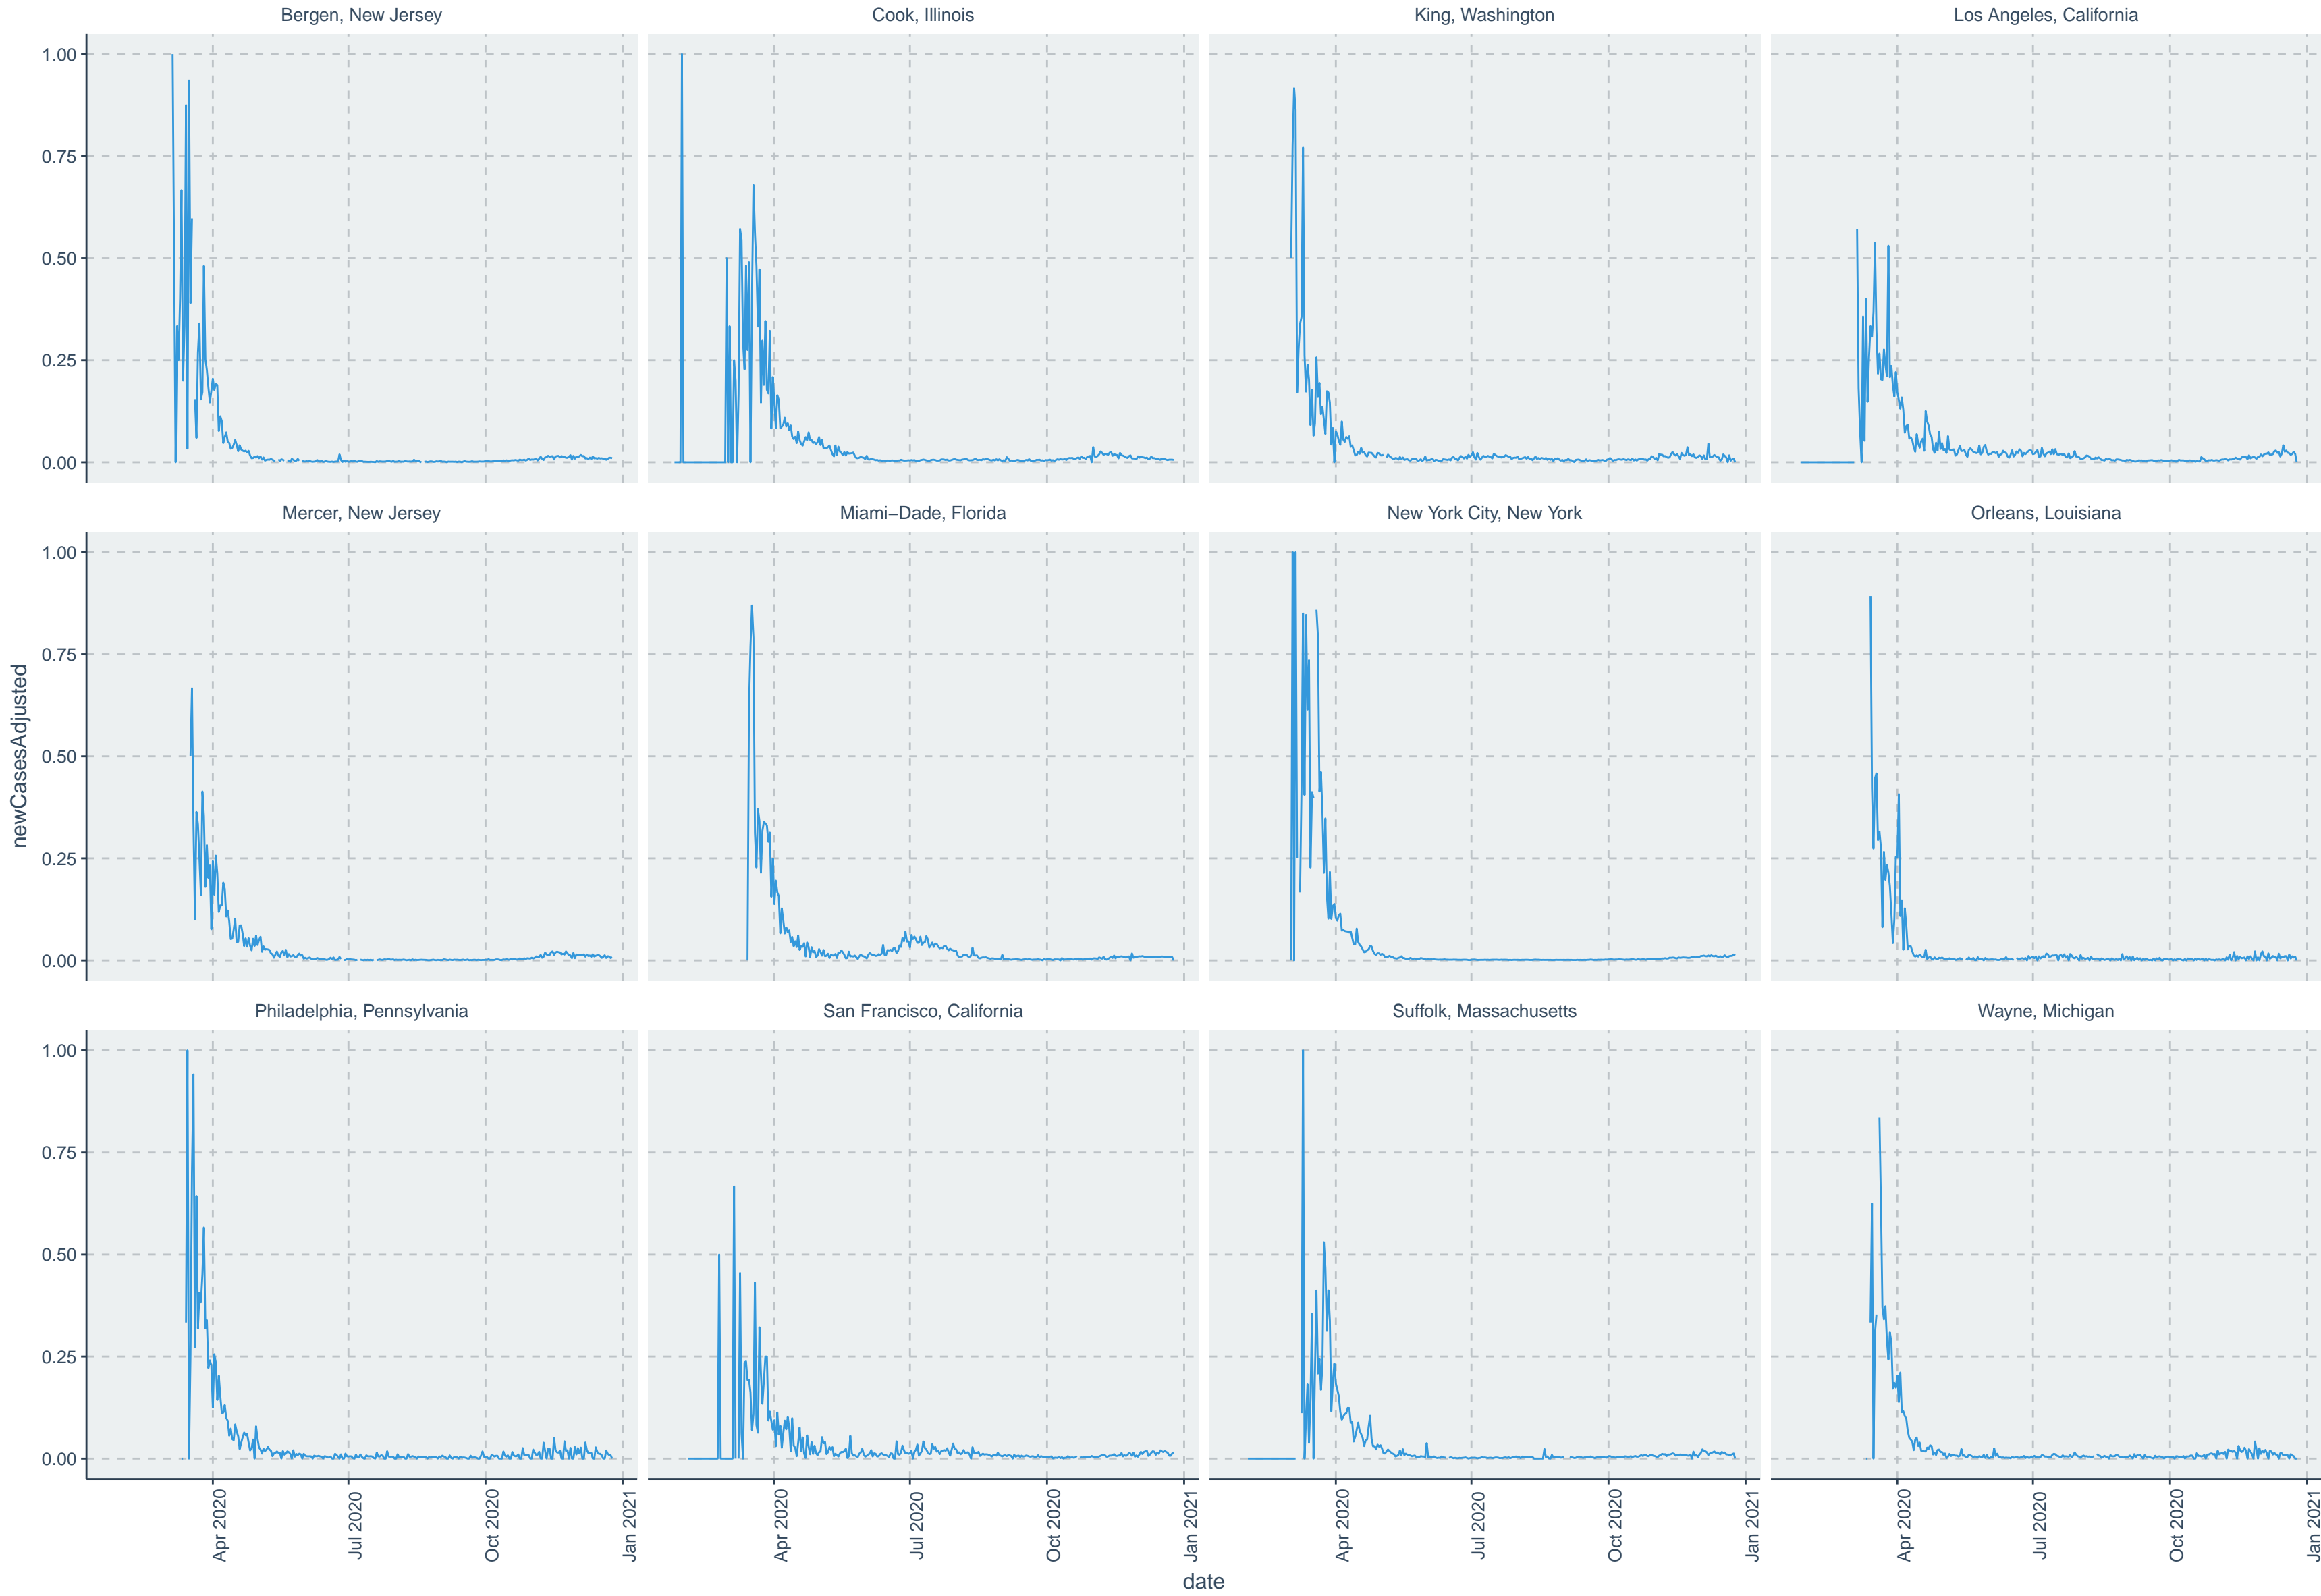 Bergen, New Jersey
Cook, Illinois
King, Washington
Los Angeles, California
1.00
0.75
0.50
0.25
0.00
Mercer, New Jersey
Miami−Dade, Florida
New York City, New York
Orleans, Louisiana
1.00
0.75
0.50
0.25
0.00
newCasesAdjusted
Philadelphia, Pennsylvania
San Francisco, California
Suffolk, Massachusetts
Wayne, Michigan
1.00
0.75
0.50
0.25
0.00
Apr 2020
Jul 2020
Oct 2020
Jan 2021
Apr 2020
Jul 2020
Oct 2020
Jan 2021
Apr 2020
Jul 2020
Oct 2020
Jan 2021
Apr 2020
Jul 2020
Oct 2020
Jan 2021
date